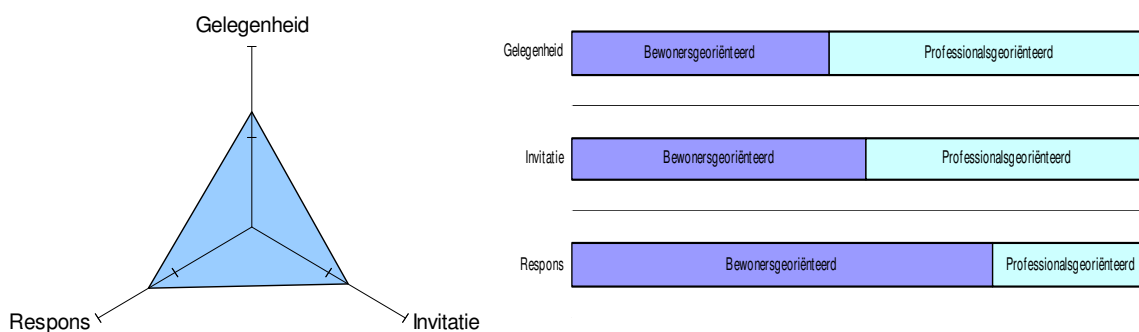 Gelegenheid
Respons
Invitatie
Gelegenheid Bewonersgeoriënteerd Professionalsgeoriënteerd
Invitatie Bewonersgeoriënteerd Professionalsgeoriënteerd
Respons Bewonersgeoriënteerd Professionalsgeoriënteerd